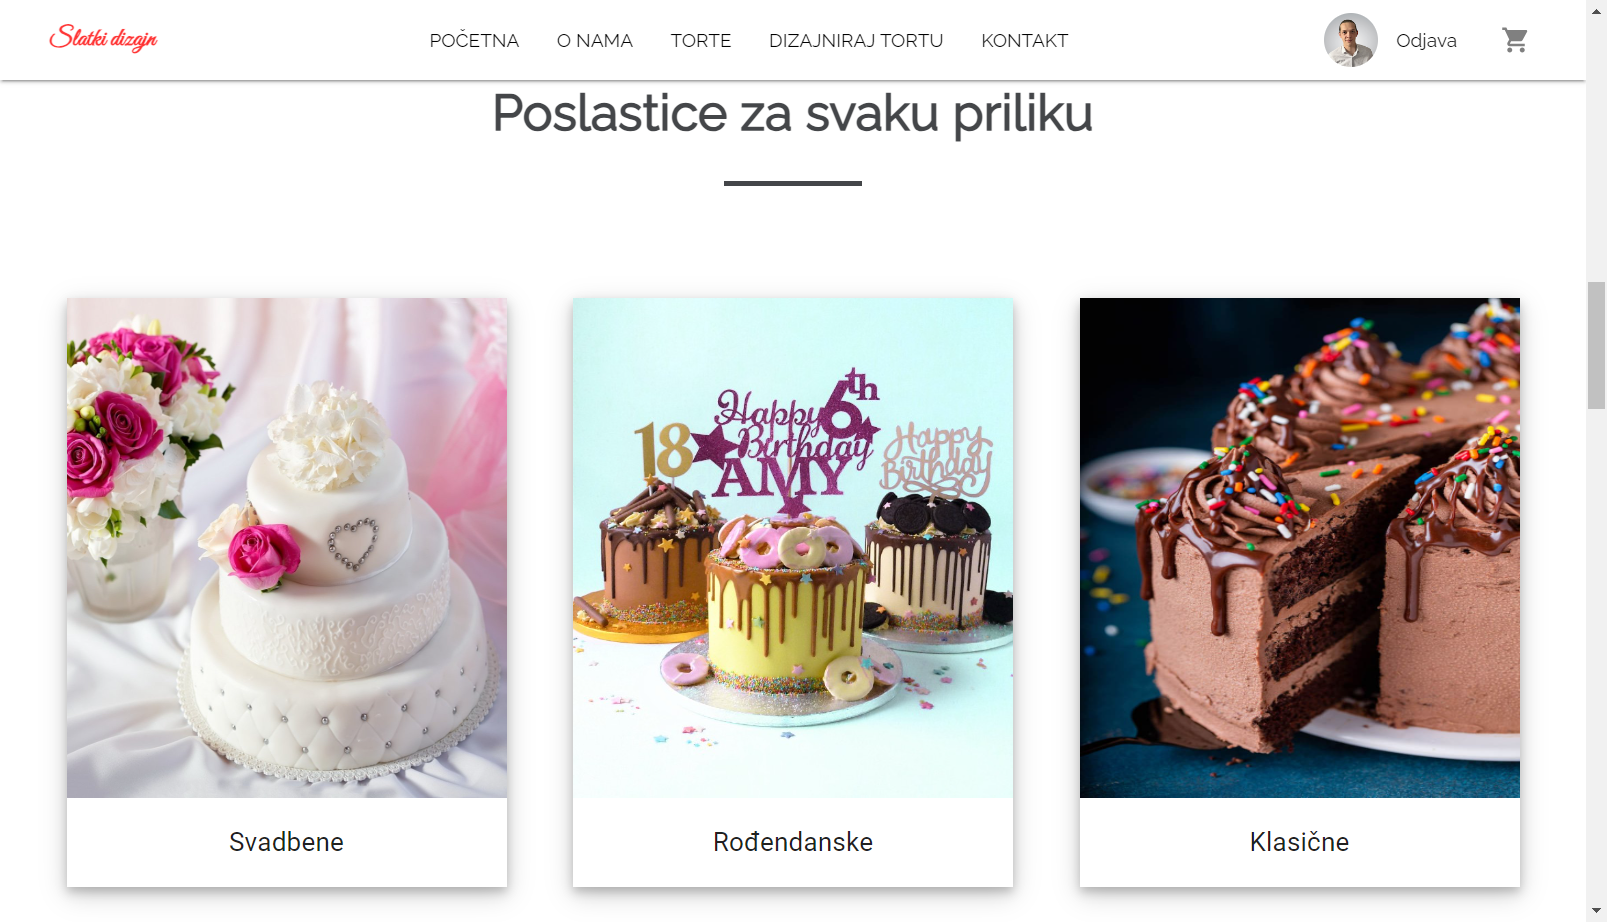 Slatki dizajn
POČETNA
O NAMA
TORTE
DIZAJNIRAJ TORTU
KONTAKT
Odjava
Poslastice za svaku priliku
18
Happy
6th
Birthday
AMY
Happy
Birthday
Svadbene
Rođendanske
Klasične